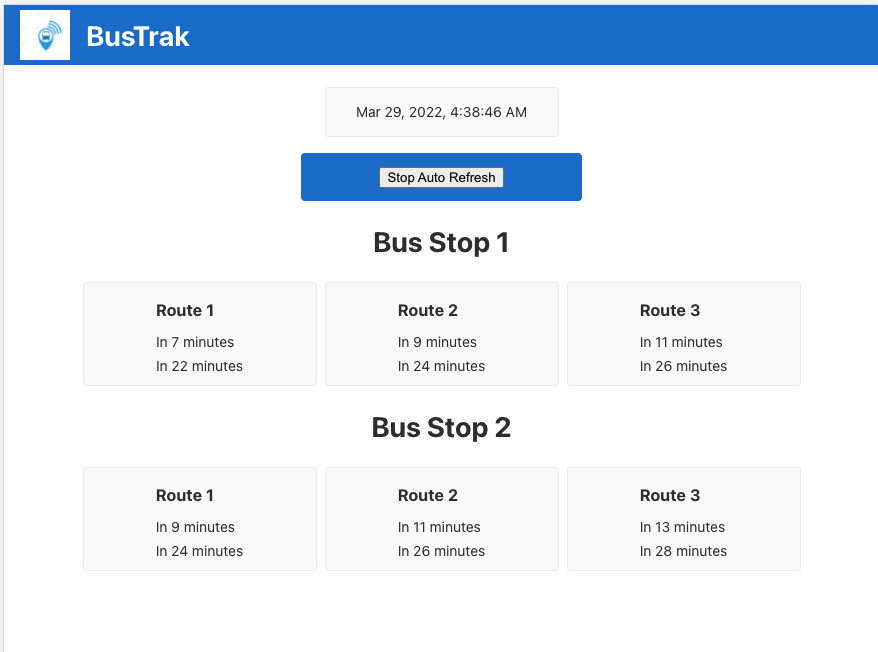 BusTrak
Mar 29, 2022, 4:38:46 AM
Stop Auto Refresh
Bus Stop 1
Route 1
In 7 minutes
In 22 minutes
Route 2
In 9 minutes
In 24 minutes
Route 3
In 11 minutes
In 26 minutes
Bus Stop 2
Route 1
In 9 minutes
In 24 minutes
Route 2
In 11 minutes
In 26 minutes
Route 3
In 13 minutes
In 28 minutes